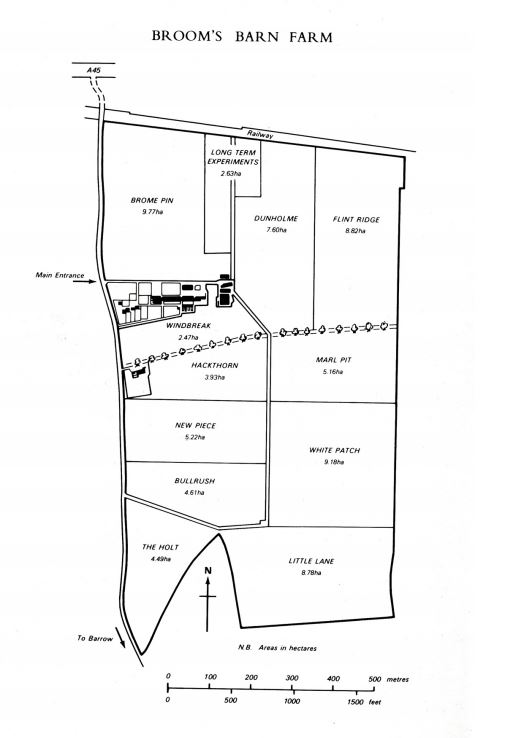 BROOM'S BARN FARM
A45
Railway
LONG TERM
EXPERIMENTS
2.63ha
BROME PIN
9.77ha
DUNHOLME
7.60ha
FLINT RIDGE
8.82ha
Main Entrance
WINDBREAK
2.47ha
HACKTHORN
3.93ha
MARL PIT
5.16ha
NEW PIECE
5.22ha
WHITE PATCH
9.18ha
BULLRUSH
4.61ha
THE HOLT
4.49ha
LITTLE LANE
8.78ha
N
To Barrow
N.B. Areas in hectares
0 100 200 300 400 500 metres
0 500 1000 1500 feet